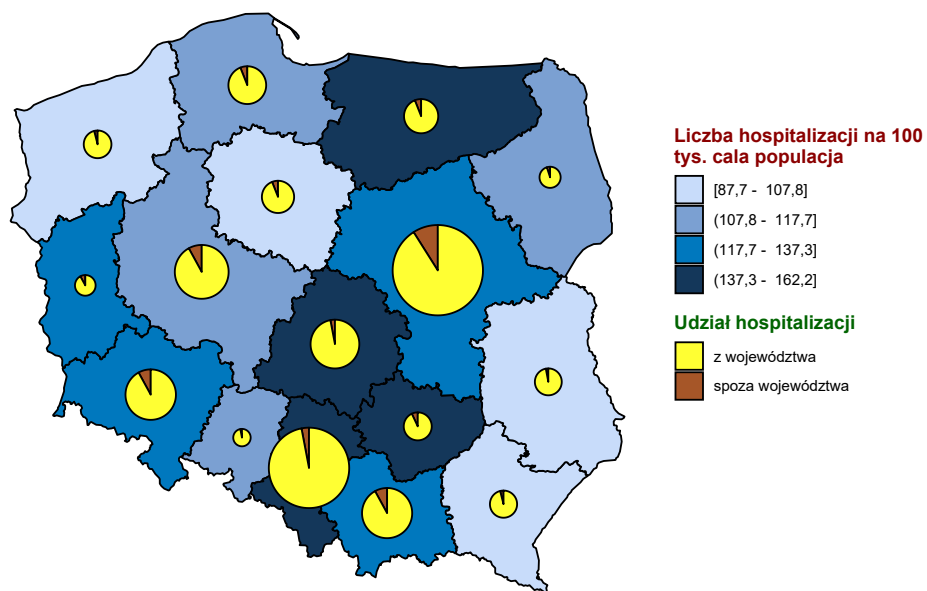 Liczba hospitalizacji na 100
tys. cala populacja
[87,7 - 107,8]
(107,8 - 117,7]
(117,7 - 137,3]
(137,3 - 162,2]
Udział hospitalizacji
z województwa
spoza województwa